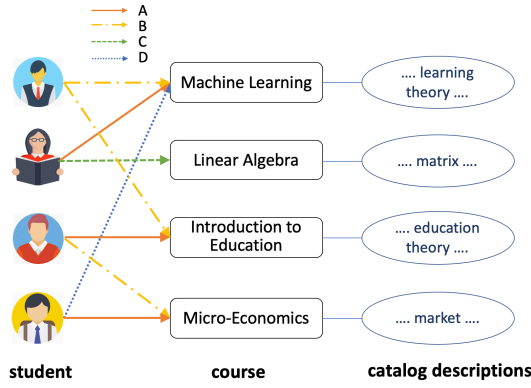 A
B
C
D
Machine Learning
.... learning
theory ....
Linear Algebra
.... matrix ....
Introduction to
Education
.... education
theory ....
Micro-Economics
.... market ....
student
course
catalog descriptions